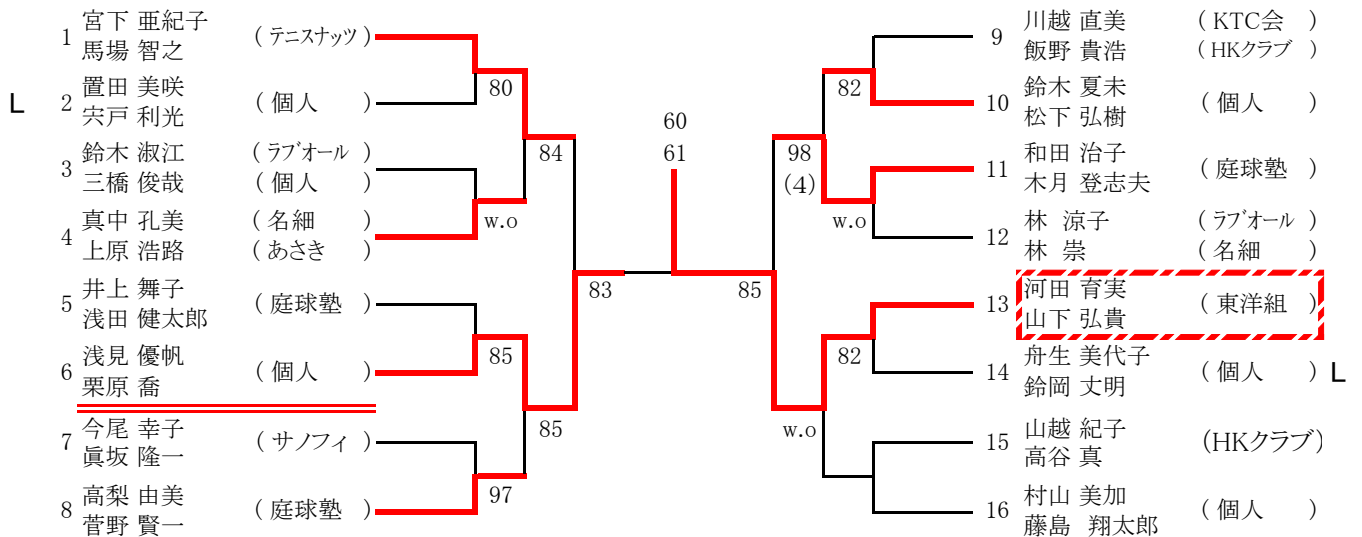 1 宮下 亜紀子 ( テニスナッツ )
馬場 智之
L 2 置田 美咲 ( 個人 )
宍戸 利光
3 鈴木 淑江 ( ラブオール )
三橋 俊哉 ( 個人 )
4 真中 孔美 ( 名細 )
上原 浩路 ( あさき )
5 井上 舞子 ( 庭球塾 )
浅田 健太郎
6 浅見 優帆 ( 個人 )
栗原 喬
7 今尾 幸子 ( サノフィ )
眞坂 隆一
8 高梨 由美 ( 庭球塾 )
菅野 賢一
80
w.o
85
97
84
85
83
60
61
85
98
(4)
w.o
82
w.o
82
9 川越 直美 ( KTC会 )
飯野 貴浩 ( HKクラブ )
10 鈴木 夏未 ( 個人 )
松下 弘樹
11 和田 治子 ( 庭球塾 )
木月 登志夫
12 林 涼子 ( ラブオール )
林 崇 ( 名細 )
13 河田 育実 ( 東洋組 )
山下 弘貴
14 舟生 美代子 ( 個人 ) L
鈴岡 丈明
15 山越 紀子 (HKクラブ)
高谷 真
16 村山 美加 ( 個人 )
藤島 翔太郎